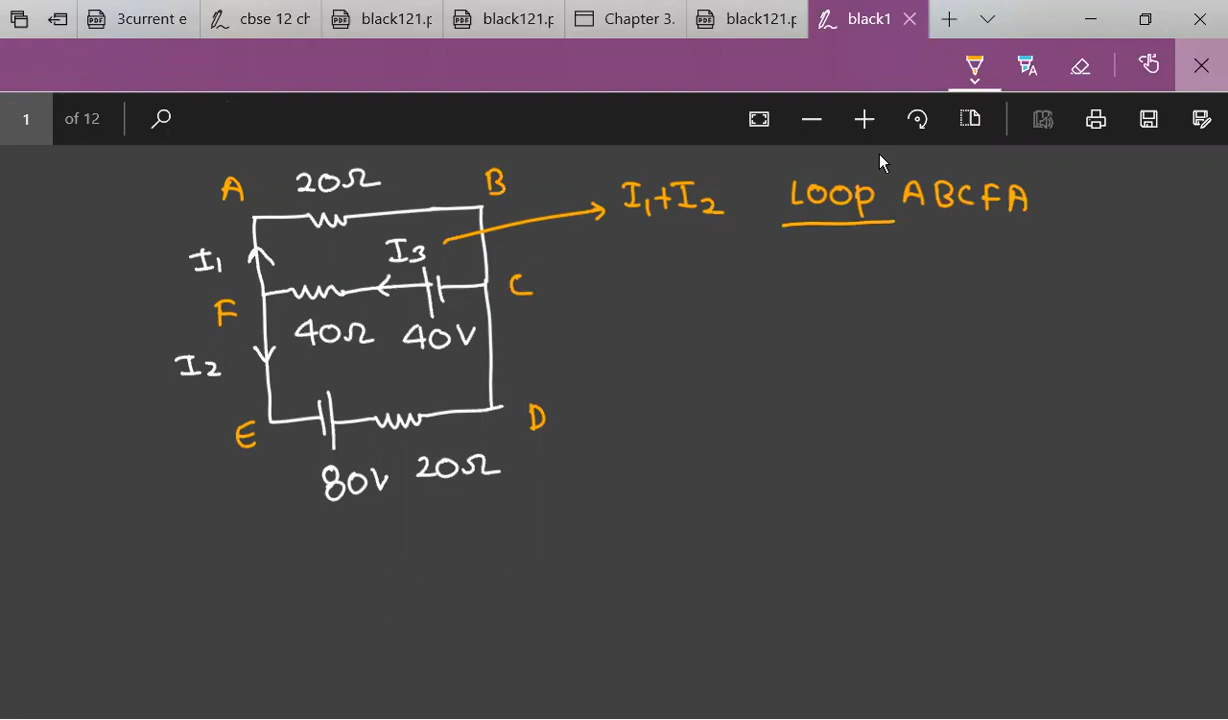 3current e
cbse 12 ch
black121.p
black121.p
Chapter 3.
black121.p
black1
1 of 12
A
20Ω
B
I₁+I₂
Loop ABCFA
I₁
I₃
C
F
40Ω
40V
I₂
E
D
80V
20Ω